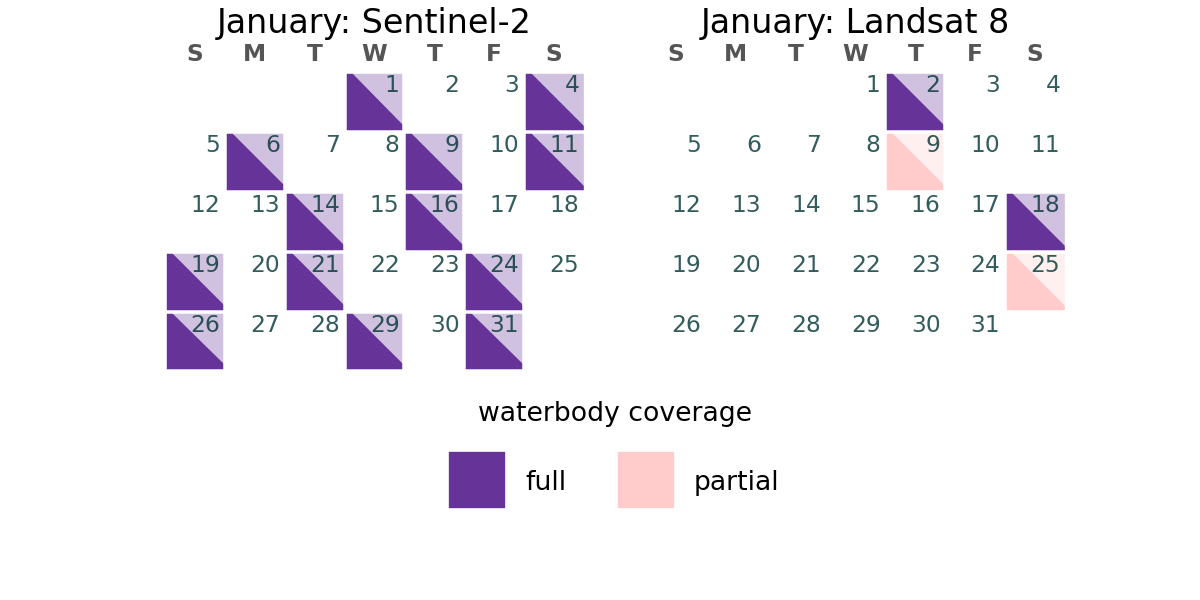 January: Sentinel-2
S M T W T F S
1 2 3 4
5 6 7 8 9 10 11
12 13 14 15 16 17 18
19 20 21 22 23 24 25
26 27 28 29 30 31
January: Landsat 8
S M T W T F S
1 2 3 4
5 6 7 8 9 10 11
12 13 14 15 16 17 18
19 20 21 22 23 24 25
26 27 28 29 30 31
waterbody coverage
full partial